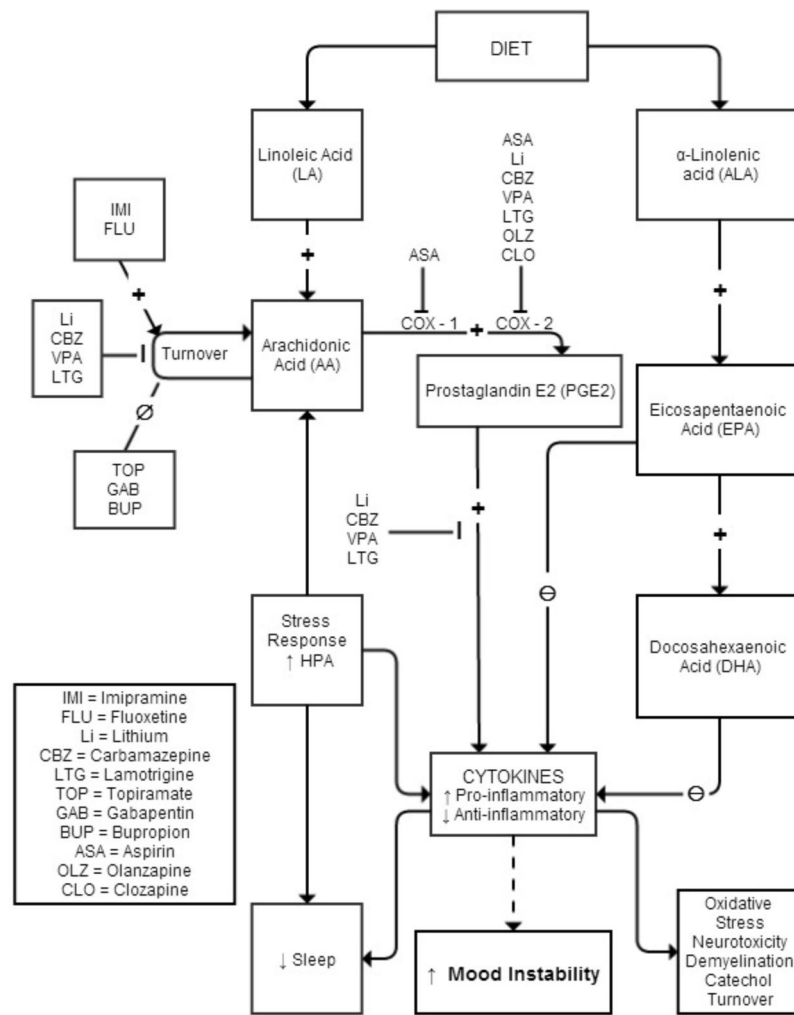 DIET
Linoleic Acid
(LA)
α-Linolenic
acid (ALA)
ASA
Li
CBZ
VPA
LTG
OLZ
CLO
IMI
FLU
+
+
ASA
+
+
Li
CBZ
VPA
LTG
Turnover
Arachidonic
Acid (AA)
COX - 1
+
COX - 2
Prostaglandin E2 (PGE2)
Eicosapentaenoic
Acid (EPA)
∅
TOP
GAB
BUP
Li
CBZ
VPA
LTG
+
+
⊖
Stress
Response
↑ HPA
Docosahexaenoic
Acid (DHA)
IMI = Imipramine
FLU = Fluoxetine
Li = Lithium
CBZ = Carbamazepine
LTG = Lamotrigine
TOP = Topiramate
GAB = Gabapentin
BUP = Bupropion
ASA = Aspirin
OLZ = Olanzapine
CLO = Clozapine
CYTOKINES
↑ Pro-inflammatory
↓ Anti-inflammatory
⊖
↓ Sleep
↑ Mood Instability
Oxidative
Stress
Neurotoxicity
Demyelination
Catechol
Turnover